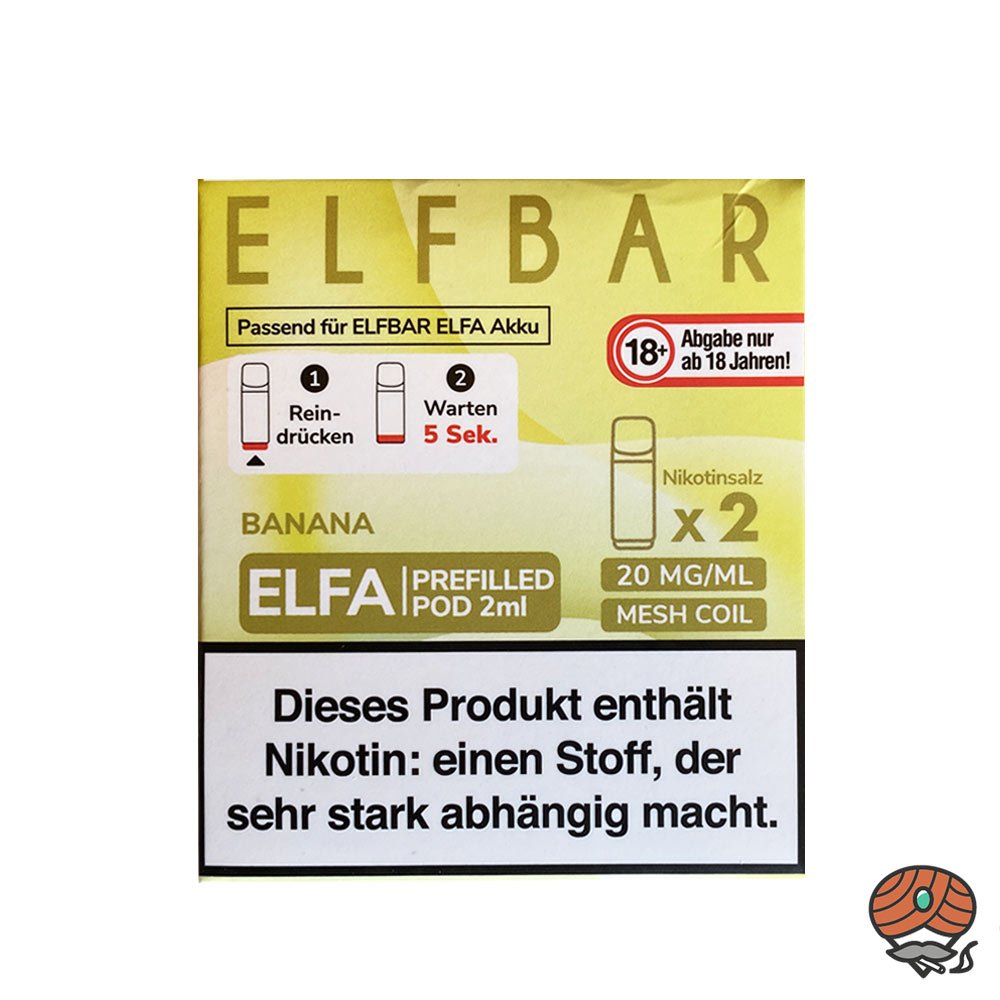 ELFBAR
Passend für ELFBAR ELFA Akku
18+
Abgabe nur
ab 18 Jahren!
1
Rein-
drücken
2
Warten
5 Sek.
Nikotinsalz
x 2
BANANA
ELFA
PREFILLED
POD 2ml
20 MG/ML
MESH COIL
Dieses Produkt enthält
Nikotin: einen Stoff, der
sehr stark abhängig macht.